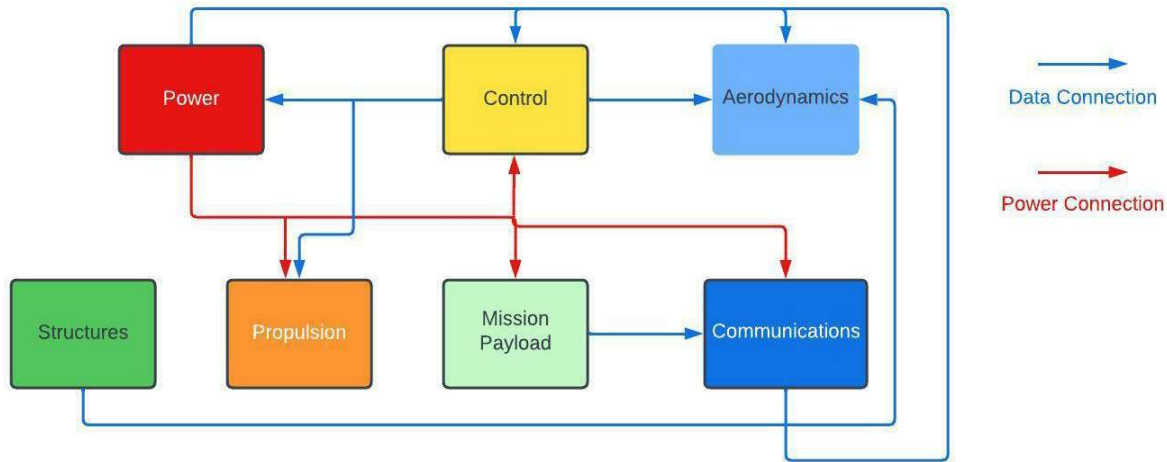 Power
Control
Aerodynamics
Data Connection
Power Connection
Structures
Propulsion
Mission
Payload
Communications